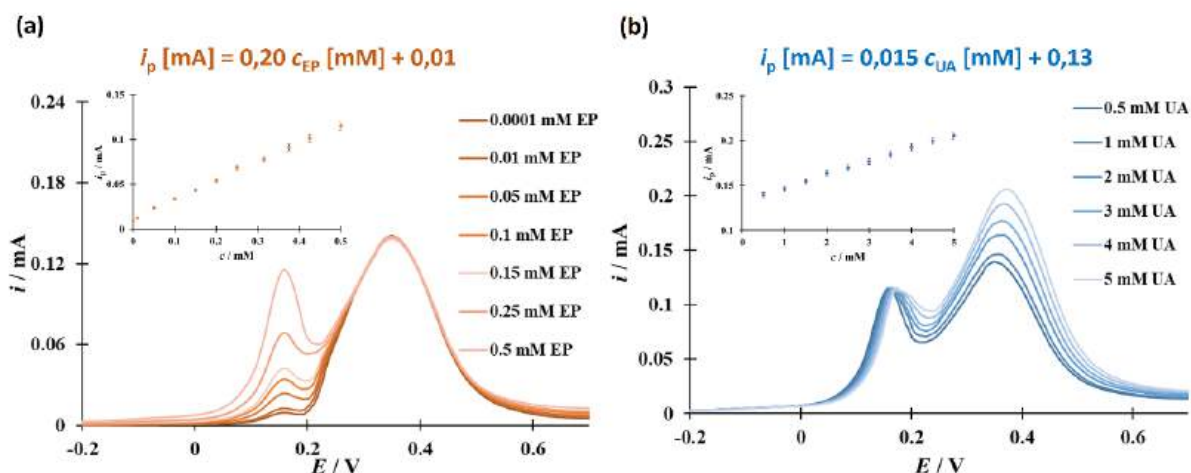 (a)
i_p [mA] = 0,20 c_EP [mM] + 0,01
0.24
0.18
0.12
0.06
0
-0.2
0
0.2
0.4
0.6
i / mA
E / V
0.15
0.1
0.05
0
0
0.1
0.2
0.3
0.4
0.5
i_p / mA
c / mM
0.0001 mM EP
0.01 mM EP
0.05 mM EP
0.1 mM EP
0.15 mM EP
0.25 mM EP
0.5 mM EP
(b)
i_p [mA] = 0,015 c_UA [mM] + 0,13
0.3
0.25
0.2
0.15
0.1
0.05
0
-0.2
0
0.2
0.4
0.6
i / mA
E / V
0.25
0.2
0.15
0.1
0
1
2
3
4
5
i_p / mA
c / mM
0.5 mM UA
1 mM UA
2 mM UA
3 mM UA
4 mM UA
5 mM UA